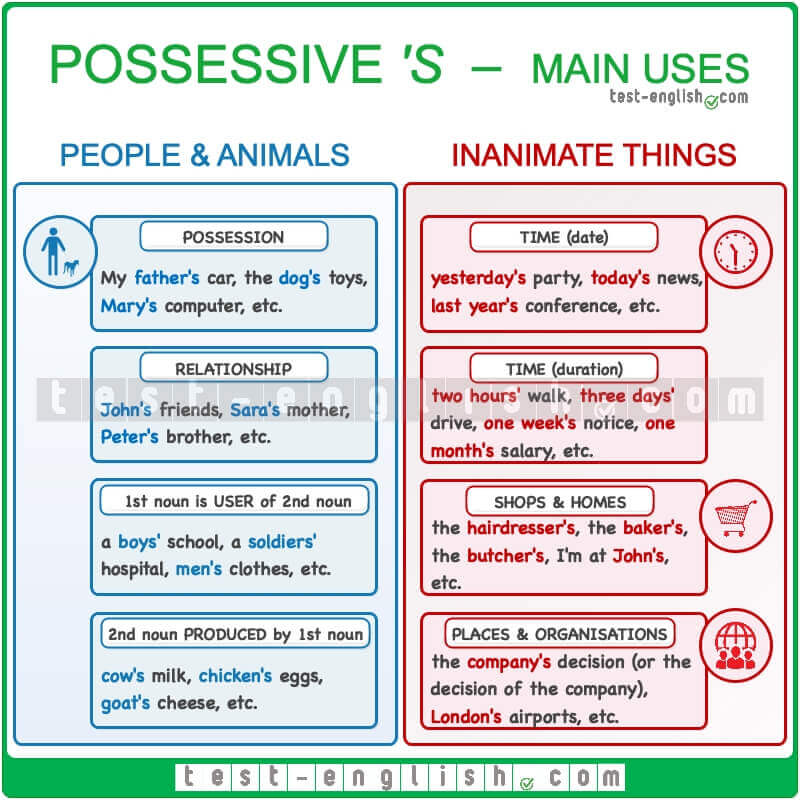 POSSESSIVE 'S – MAIN USES
test-english.com
PEOPLE & ANIMALS
POSSESSION
My father's car, the dog's toys,
Mary's computer, etc.
RELATIONSHIP
John's friends, Sara's mother,
Peter's brother, etc.
1st noun is USER of 2nd noun
a boys' school, a soldiers'
hospital, men's clothes, etc.
2nd noun PRODUCED by 1st noun
cow's milk, chicken's eggs,
goat's cheese, etc.
INANIMATE THINGS
TIME (date)
yesterday's party, today's news,
last year's conference, etc.
TIME (duration)
two hours' walk, three days'
drive, one week's notice, one
month's salary, etc.
SHOPS & HOMES
the hairdresser's, the baker's,
the butcher's, I'm at John's,
etc.
PLACES & ORGANISATIONS
the company's decision (or the
decision of the company),
London's airports, etc.
test-english.com
test-english.com